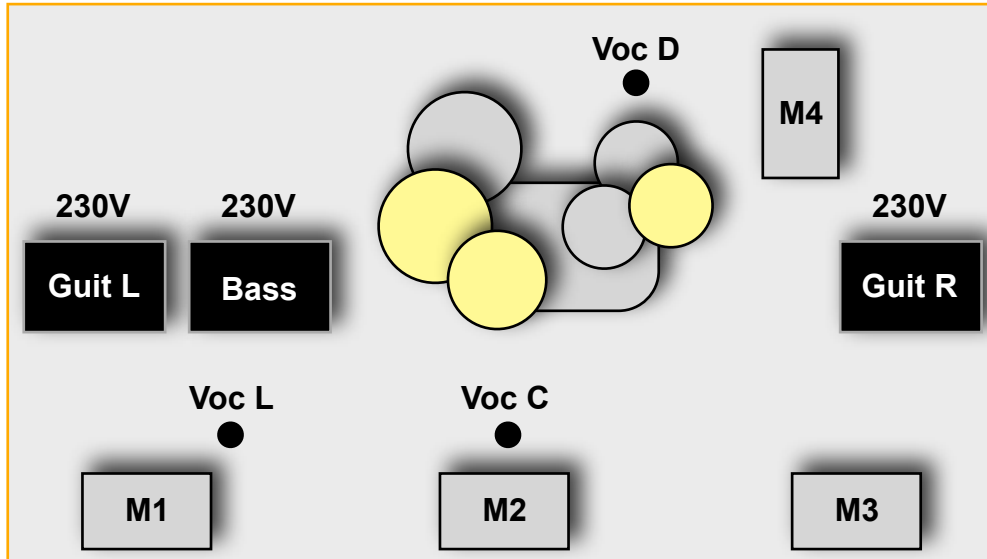 Voc D
M4
230V
230V
230V
Guit L
Bass
Guit R
Voc L
Voc C
M1
M2
M3